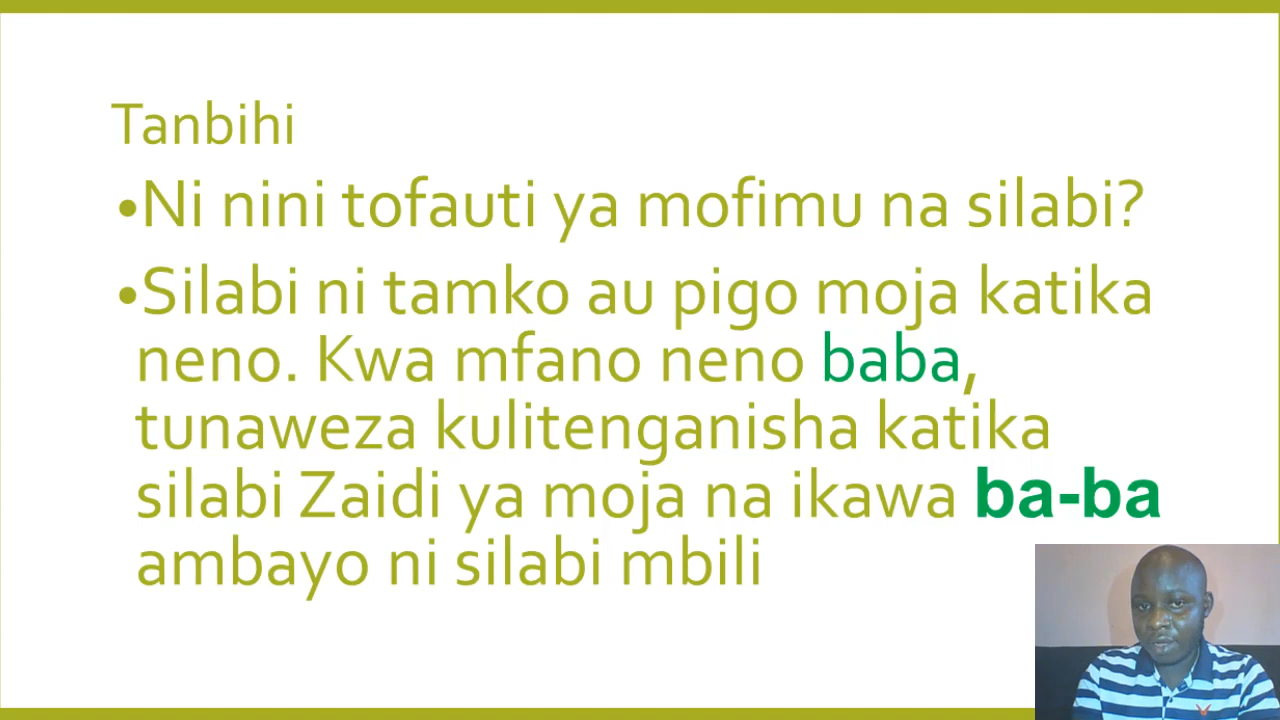 Tanbihi
•Ni nini tofauti ya mofimu na silabi?
•Silabi ni tamko au pigo moja katika
neno. Kwa mfano neno baba,
tunaweza kulitenganisha katika
silabi Zaidi ya moja na ikawa ba-ba
ambayo ni silabi mbili